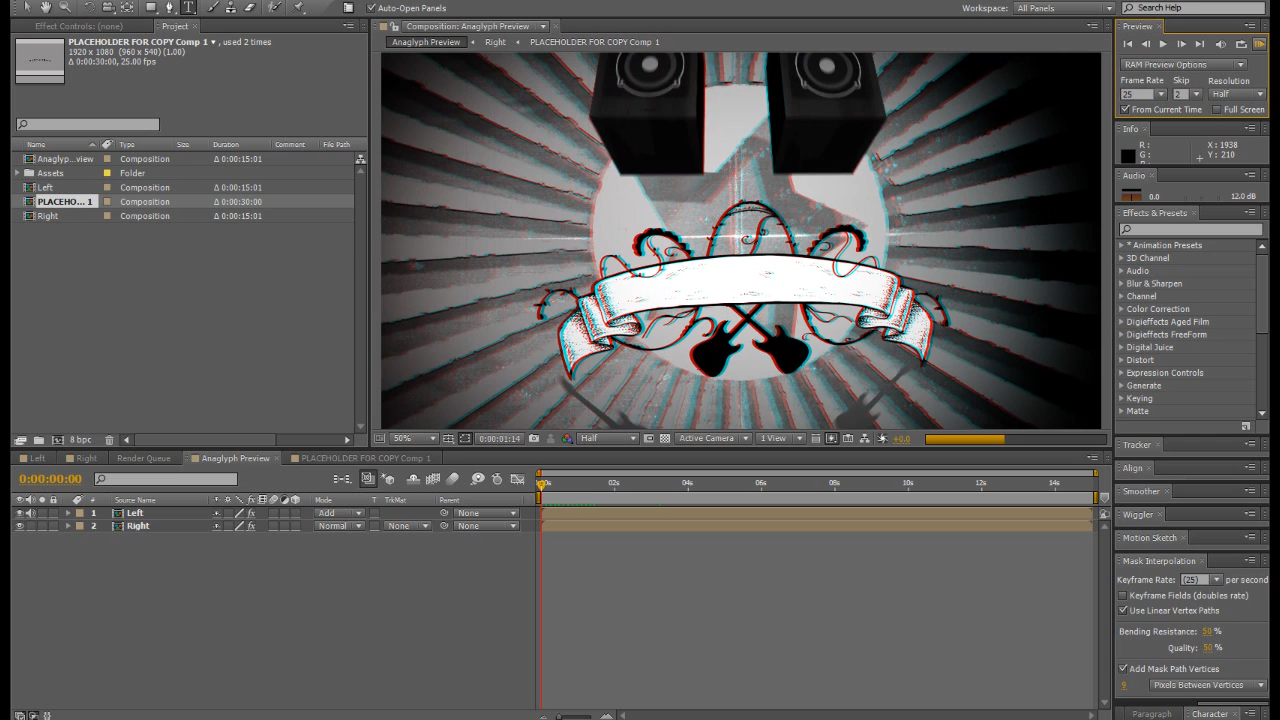 Auto-Open Panels
Workspace: All Panels
Search Help
Effect Controls: (none)
Project
Composition: Anaglyph Preview
Preview
Anaglyph Preview
Right
PLACEHOLDER FOR COPY Comp 1
PLACEHOLDER FOR COPY Comp 1 ▾ , used 2 times
1920 x 1080 (960 x 540) (1.00)
Δ 0:00:30:00, 25.00 fps
RAM Preview Options
Frame Rate Skip Resolution
25 2 Half
From Current Time Full Screen
Info
R : X : 1938
G : Y : 210
Audio
0.0 12.0 dB
Name Type Size Duration Comment File Path
Anaglyp...view Composition Δ 0:00:15:01
Assets Folder
Left Composition Δ 0:00:15:01
PLACEHO... 1 Composition Δ 0:00:30:00
Right Composition Δ 0:00:15:01
Effects & Presets
* Animation Presets
3D Channel
Audio
Blur & Sharpen
Channel
Color Correction
Digieffects Aged Film
Digieffects FreeForm
Digital Juice
Distort
Expression Controls
Generate
Keying
Matte
8 bpc
50% 0:00:01:14 Half Active Camera 1 View +0.0
Tracker
Align
Smoother
Wiggler
Motion Sketch
Mask Interpolation
Keyframe Rate: (25) per second
Keyframe Fields (doubles rate)
Use Linear Vertex Paths
Bending Resistance: 50 %
Quality: 50 %
Add Mask Path Vertices
9 Pixels Between Vertices
Paragraph Character
Left
Right
Render Queue
Anaglyph Preview
PLACEHOLDER FOR COPY Comp 1
0:00:00:00
02s 04s 06s 08s 10s 12s 14s
# Source Name fx Mode T TrkMat Parent
1 Left fx Add None
2 Right fx Normal None None